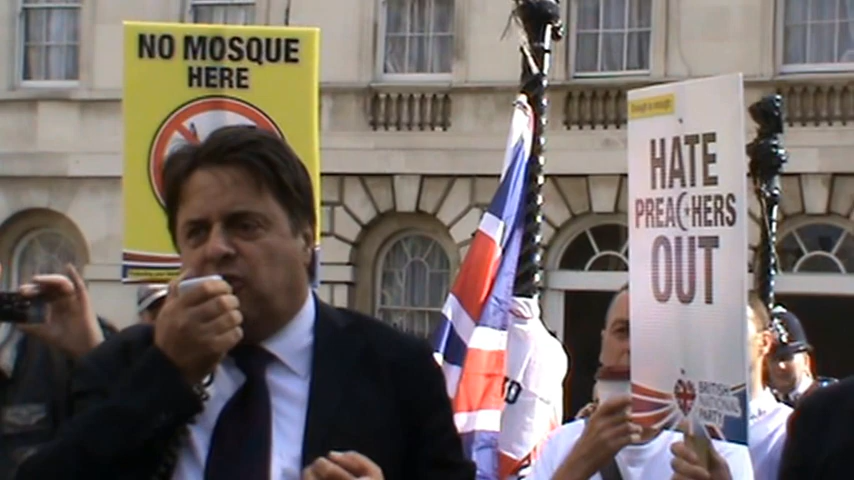 NO MOSQUE
HERE
HATE
PREACHERS
OUT
BRITISH
NATIONAL
PARTY